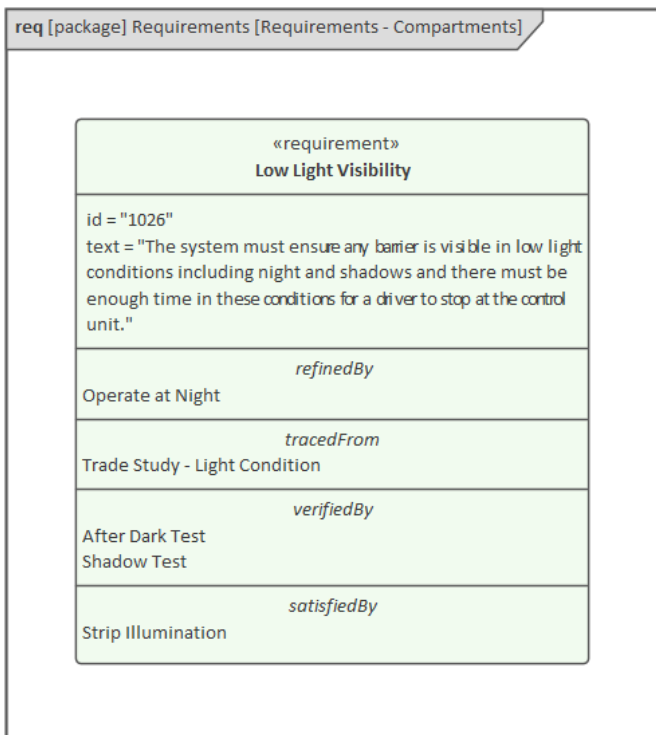 req [package] Requirements [Requirements - Compartments]
«requirement»
Low Light Visibility
id = "1026"
text = "The system must ensure any barrier is visible in low light
conditions including night and shadows and there must be
enough time in these conditions for a driver to stop at the control
unit."
refinedBy
Operate at Night
tracedFrom
Trade Study - Light Condition
verifiedBy
After Dark Test
Shadow Test
satisfiedBy
Strip Illumination